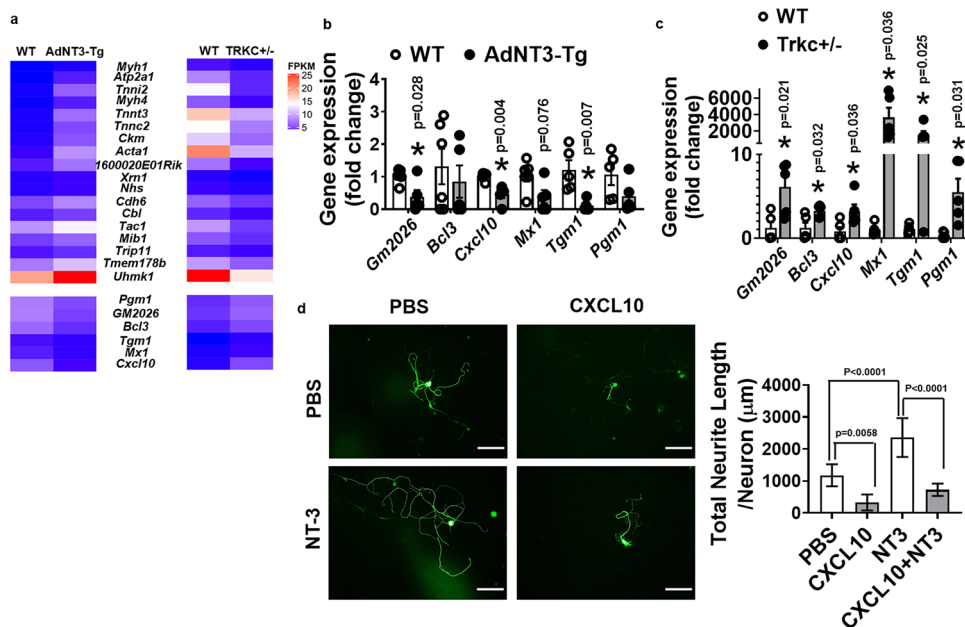 a
WT AdNT3-Tg
WT TRKC+/-
FPKM
25
20
15
10
5
Myh1
Atp2a1
Tnni2
Myh4
Tnnt3
Tnnc2
Ckm
Acta1
1600020E01Rik
Xrn1
Nhs
Cdh6
Cbl
Tac1
Mib1
Trip11
Tmem178b
Uhmk1
Pgm1
GM2026
Bcl3
Tgm1
Mx1
Cxcl10
b
WT AdNT3-Tg
Gene expression
(fold change)
4
3
2
1
0
p=0.028
*
p=0.004
*
p=0.076
p=0.007
*
Gm2026
Bcl3
Cxcl10
Mx1
Tgm1
Pgm1
c
WT
Trkc+/-
Gene expression
(fold change)
6000
4000
2000
10
5
0
p=0.021
*
p=0.032
*
p=0.036
*
p=0.036
*
p=0.025
*
p=0.031
*
Gm2026
Bcl3
Cxcl10
Mx1
Tgm1
Pgm1
d
PBS
CXCL10
PBS
NT-3
Total Neurite Length
/Neuron (μm)
4000
3000
2000
1000
0
P<0.0001
P<0.0001
p=0.0058
PBS
CXCL10
NT3
CXCL10+NT3